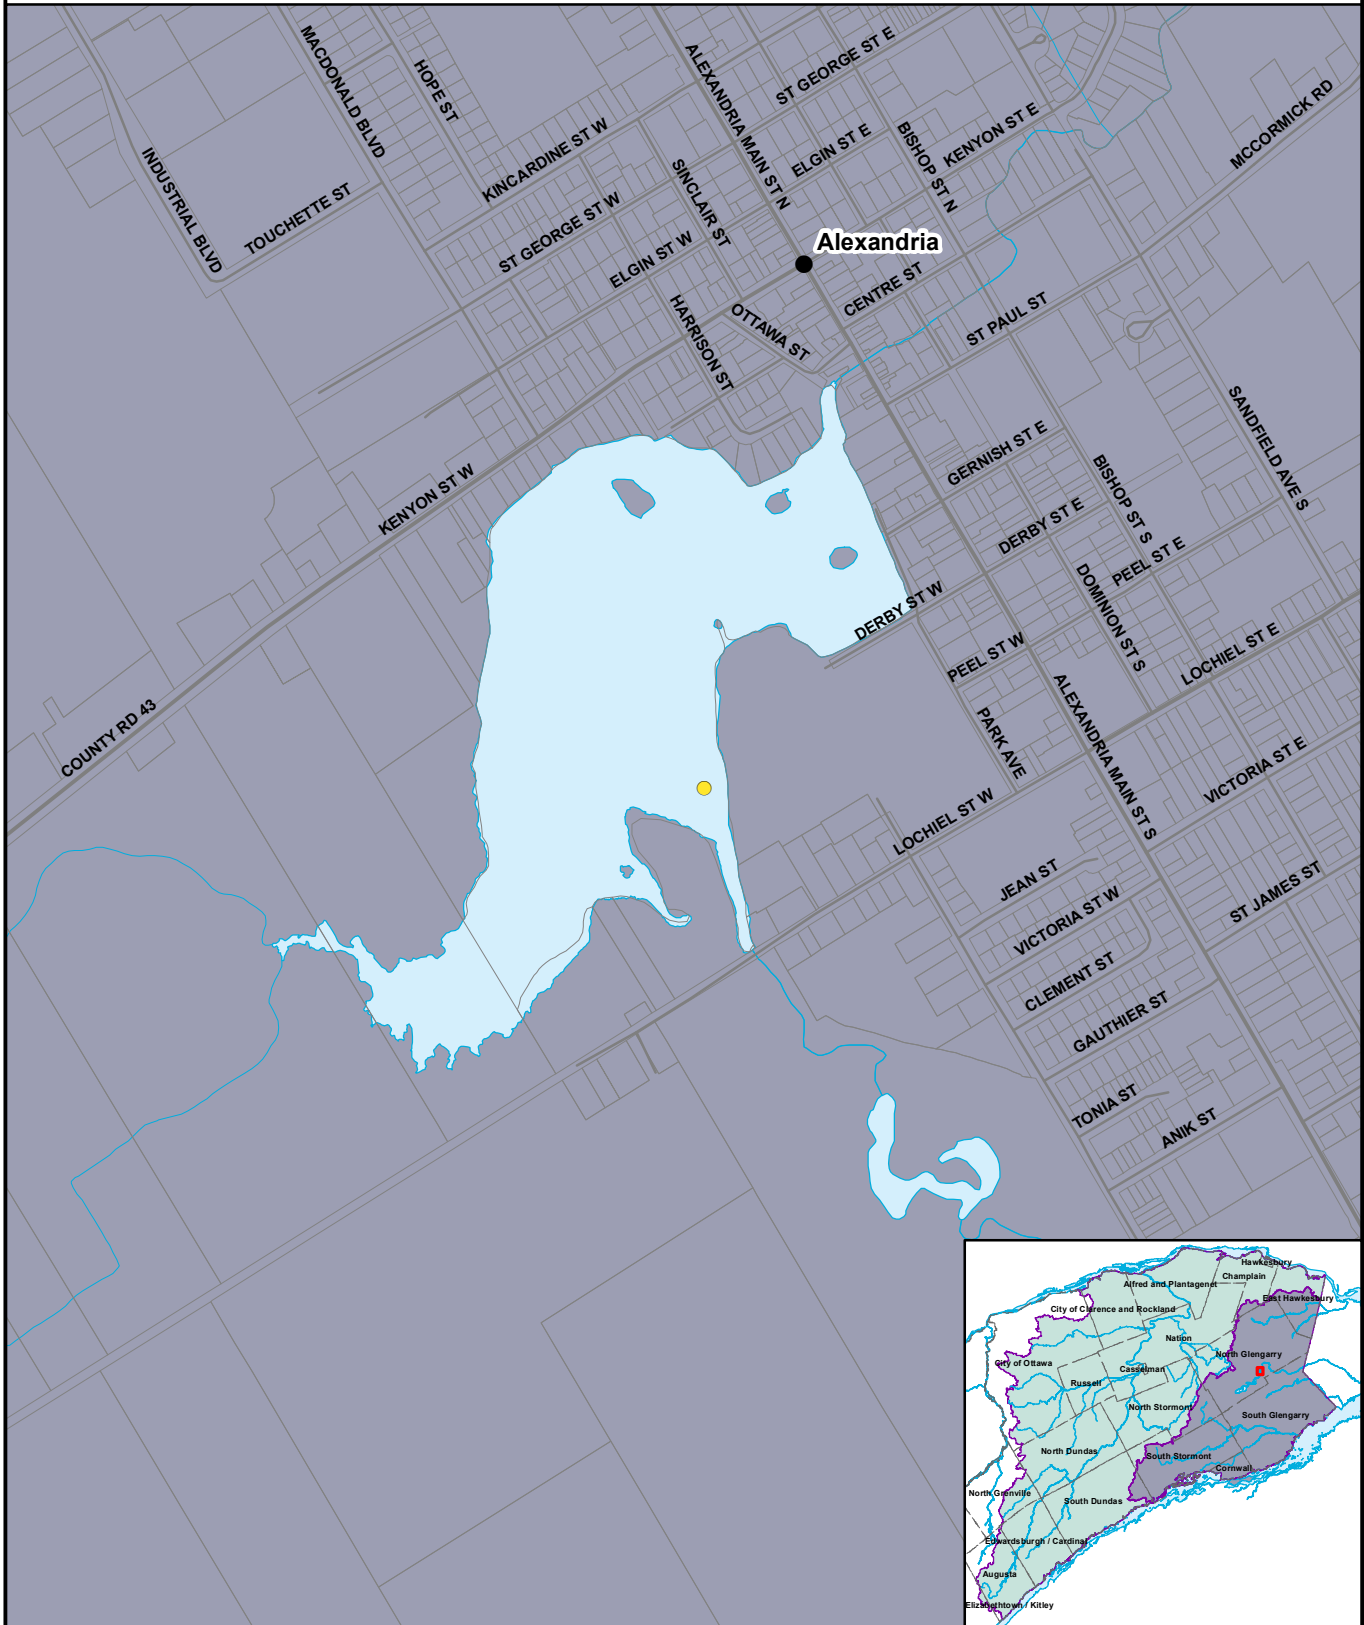 MACDONALD BLVD
HOPE ST
ALEXANDRIA MAIN ST N
ST GEORGE ST E
INDUSTRIAL BLVD
TOUCHETTE ST
KINCARDINE ST W
SINCLAIR ST
ELGIN ST E
BISHOP ST N
KENYON ST E
MCCORMICK RD
ST GEORGE ST W
ELGIN ST W
Alexandria
HARRISON ST
OTTAWA ST
CENTRE ST
ST PAUL ST
SANDFIELD AVE S
KENYON ST W
GERNISH ST E
BISHOP ST S
DERBY ST E
PEEL ST E
DOMINION ST S
DERBY ST W
PEEL ST W
LOCHIEL ST E
COUNTY RD 43
PARK AVE
ALEXANDRIA MAIN ST S
VICTORIA ST E
LOCHIEL ST W
JEAN ST
VICTORIA ST W
ST JAMES ST
CLEMENT ST
GAUTHIER ST
TONIA ST
ANIK ST
Hawkesbury
Champlain
Alfred and Plantagenet
East Hawkesbury
City of Clarence and Rockland
Nation
North Glengarry
City of Ottawa
Casselman
Russell
North Stormont
South Glengarry
North Dundas
South Stormont
Cornwall
North Grenville
South Dundas
Edwardsburgh / Cardinal
Augusta
Elizabethtown / Kitley